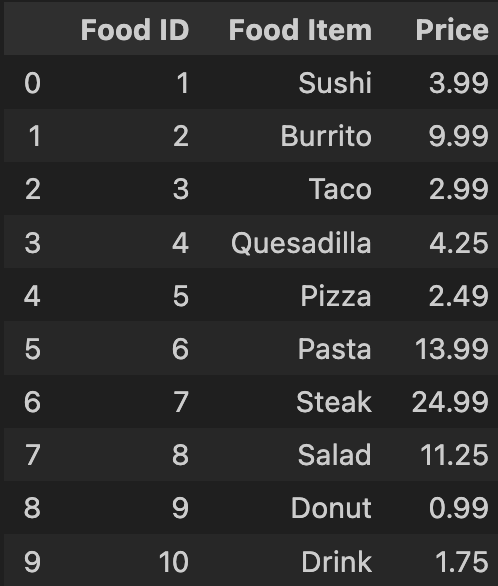 Food ID Food Item Price
0 1 Sushi 3.99
1 2 Burrito 9.99
2 3 Taco 2.99
3 4 Quesadilla 4.25
4 5 Pizza 2.49
5 6 Pasta 13.99
6 7 Steak 24.99
7 8 Salad 11.25
8 9 Donut 0.99
9 10 Drink 1.75